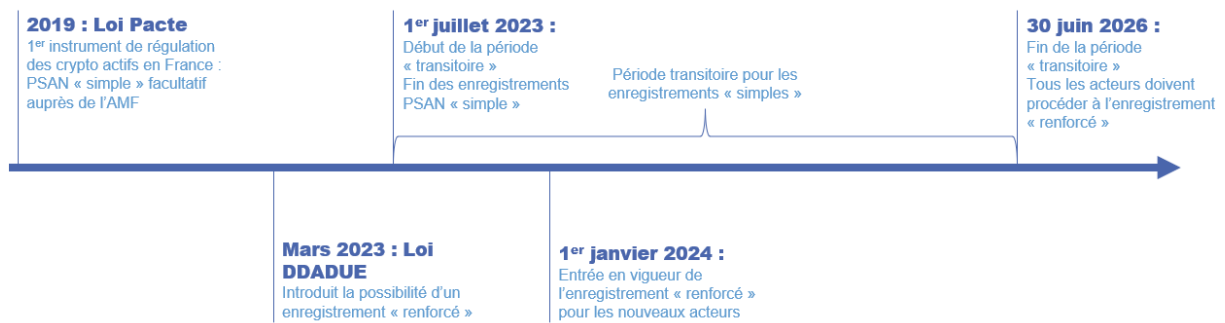 2019 : Loi Pacte
1er instrument de régulation
des crypto actifs en France :
PSAN « simple » facultatif
auprès de l'AMF
1er juillet 2023 :
Début de la période
« transitoire »
Fin des enregistrements
PSAN « simple »
Période transitoire pour les
enregistrements « simples »
30 juin 2026 :
Fin de la période
« transitoire »
Tous les acteurs doivent
procéder à l'enregistrement
« renforcé »
Mars 2023 : Loi
DDADUE
Introduit la possibilité d'un
enregistrement « renforcé »
1er janvier 2024 :
Entrée en vigueur de
l'enregistrement « renforcé »
pour les nouveaux acteurs